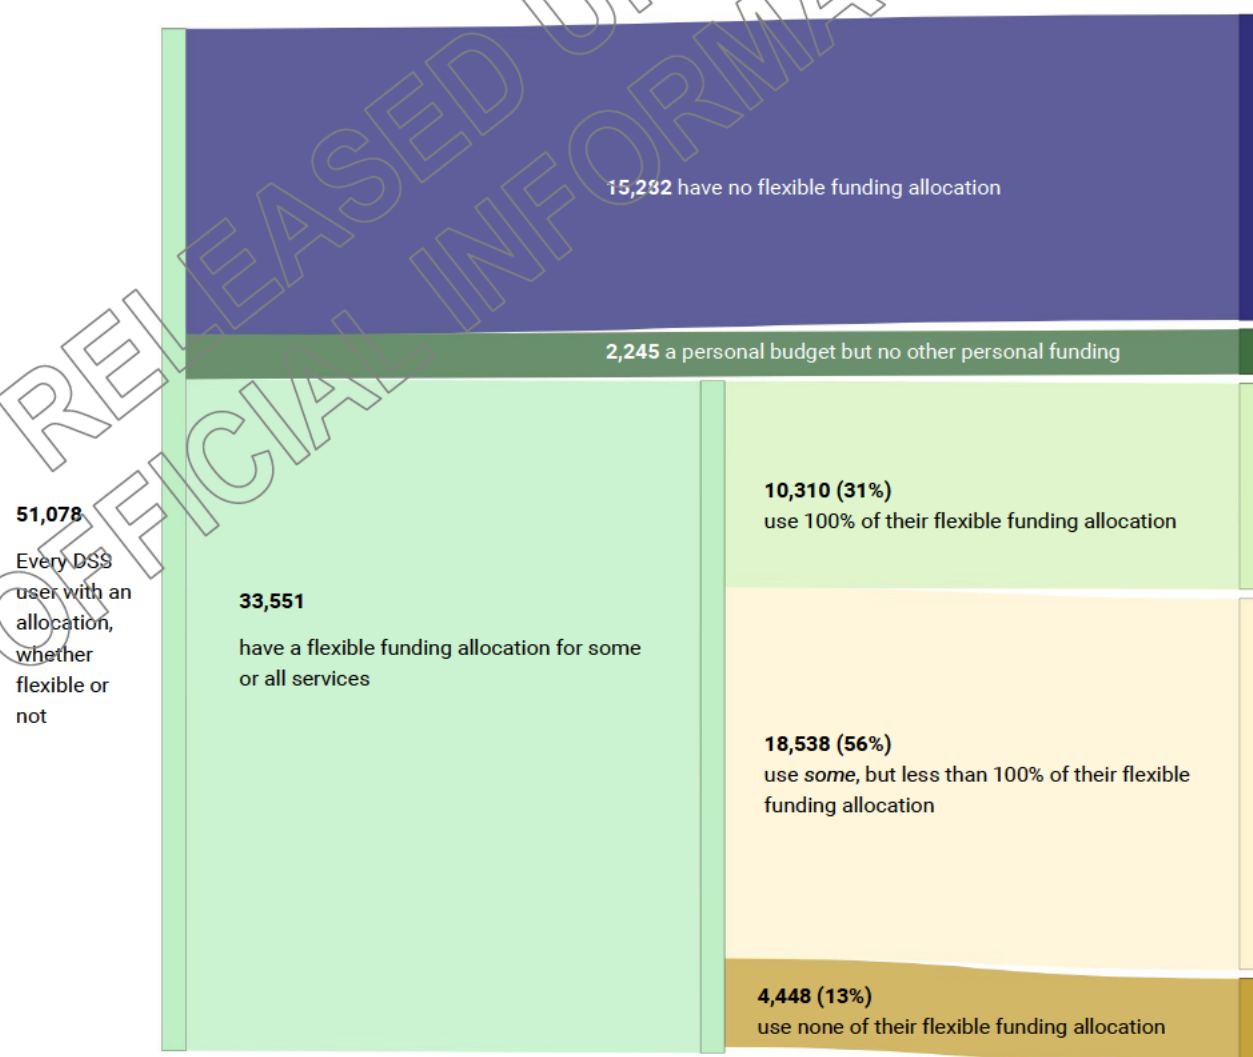 RELEASED U
OFFICIAL INFORMA
15,282 have no flexible funding allocation
2,245 a personal budget but no other personal funding
51,078
Every DSS
user with an
allocation,
whether
flexible or
not
33,551
have a flexible funding allocation for some
or all services
10,310 (31%)
use 100% of their flexible funding allocation
18,538 (56%)
use some, but less than 100% of their flexible
funding allocation
4,448 (13%)
use none of their flexible funding allocation